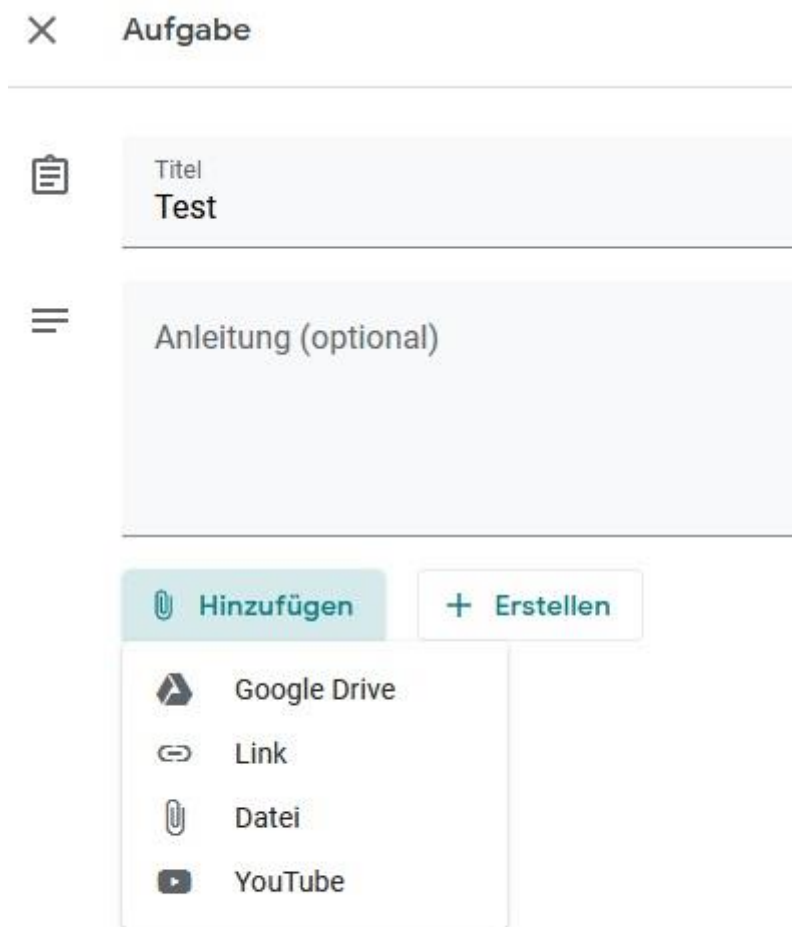 Aufgabe
Titel
Test
Anleitung (optional)
Hinzufügen + Erstellen
Google Drive
Link
Datei
YouTube